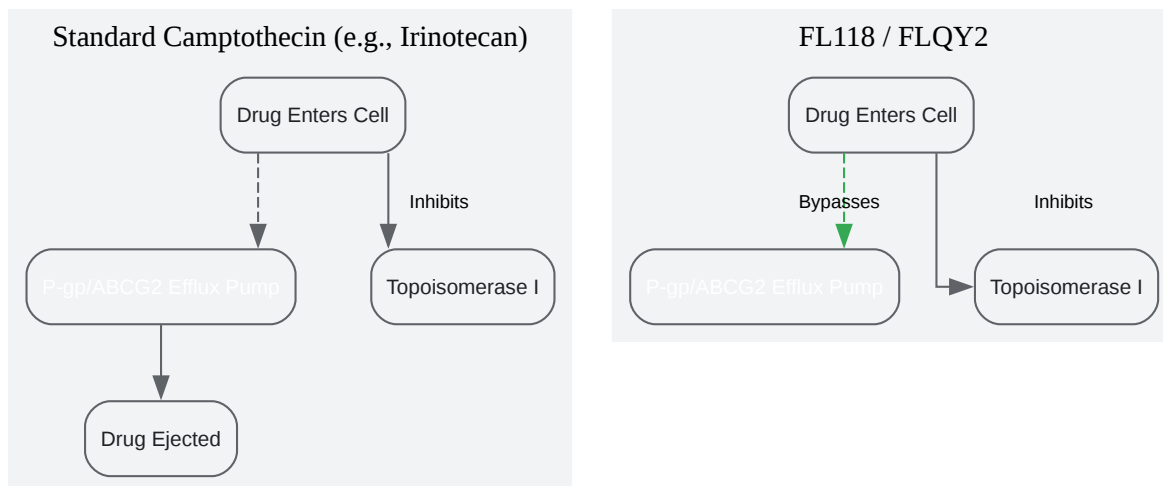 Standard Camptothecin (e.g., Irinotecan)
Drug Enters Cell
Inhibits
P-gp/ABCG2 Efflux Pump
Topoisomerase I
Drug Ejected
FL118 / FLQY2
Drug Enters Cell
Bypasses
Inhibits
P-gp/ABCG2 Efflux Pump
Topoisomerase I